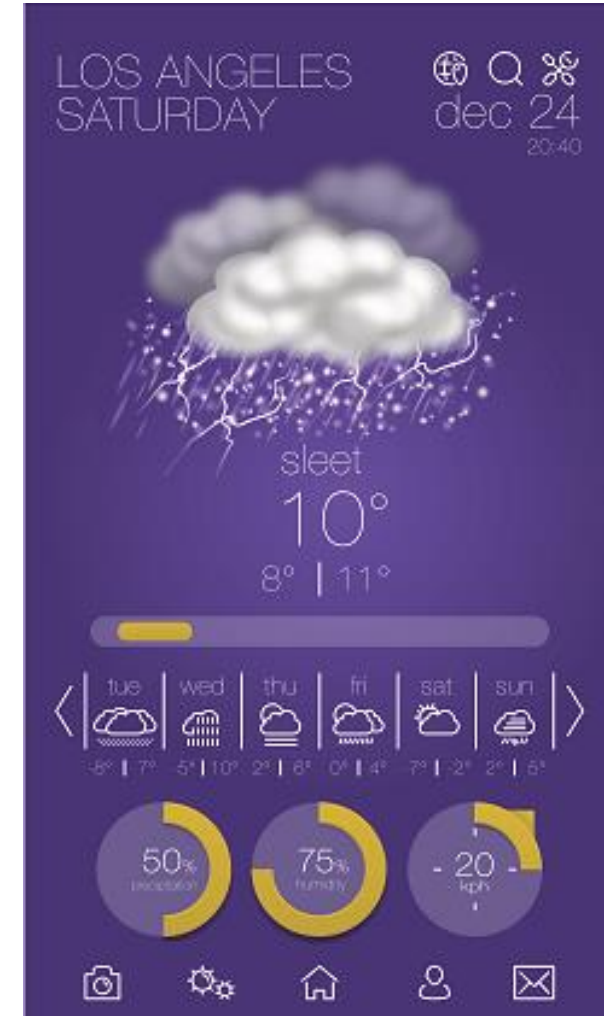 LOS ANGELES
SATURDAY
dec 24
20:40
sleet
10°
8° | 11°
tue wed thu fri sat sun
-8° | 7° -5° | 10° 2° | 6° 0° | 4° 7° | -2° 2° | 5°
50% 75% - 20 -
precipitation humidity kph